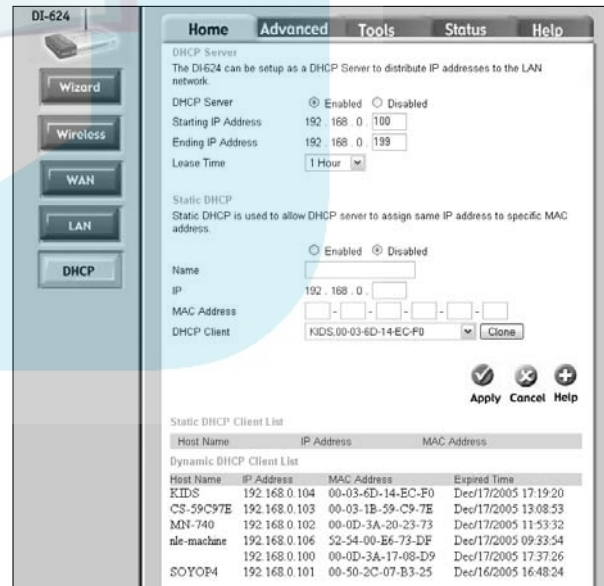 DI-624
Home Advanced Tools Status Help
Wizard
Wireless
WAN
LAN
DHCP
DHCP Server
The DI-624 can be setup as a DHCP Server to distribute IP addresses to the LAN
network.
DHCP Server Enabled Disabled
Starting IP Address 192 . 168 . 0 . 100
Ending IP Address 192 . 168 . 0 . 199
Lease Time 1 Hour
Static DHCP
Static DHCP is used to allow DHCP server to assign same IP address to specific MAC
address.
Enabled Disabled
Name
IP 192 . 168 . 0 .
MAC Address - - - - -
DHCP Client KIDS,00-03-6D-14-EC-F0 Clone
Apply Cancel Help
Static DHCP Client List
Host Name IP Address MAC Address
Dynamic DHCP Client List
Host Name IP Address MAC Address Expired Time
KIDS 192.168.0.104 00-03-6D-14-EC-F0 Dec/17/2005 17:19:20
CS-59C97E 192.168.0.103 00-03-1B-59-C9-7E Dec/17/2005 13:08:53
MN-740 192.168.0.102 00-0D-3A-20-23-73 Dec/17/2005 11:53:32
nle-machine 192.168.0.106 52-54-00-E6-73-DF Dec/17/2005 09:33:54
192.168.0.100 00-0D-3A-17-08-D9 Dec/17/2005 17:37:26
SOYOP4 192.168.0.101 00-50-2C-07-B3-25 Dec/16/2005 16:48:24